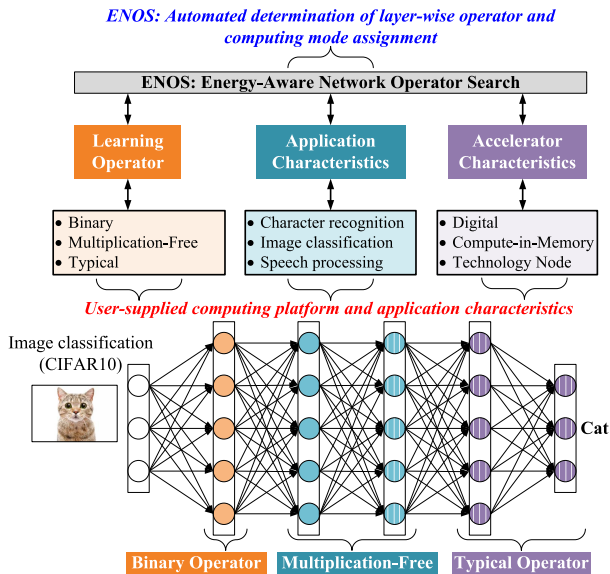 ENOS: Automated determination of layer-wise operator and
computing mode assignment
ENOS: Energy-Aware Network Operator Search
Learning
Operator
Application
Characteristics
Accelerator
Characteristics
• Binary
• Multiplication-Free
• Typical
• Character recognition
• Image classification
• Speech processing
• Digital
• Compute-in-Memory
• Technology Node
User-supplied computing platform and application characteristics
Image classification
(CIFAR10)
Cat
Binary Operator
Multiplication-Free
Typical Operator